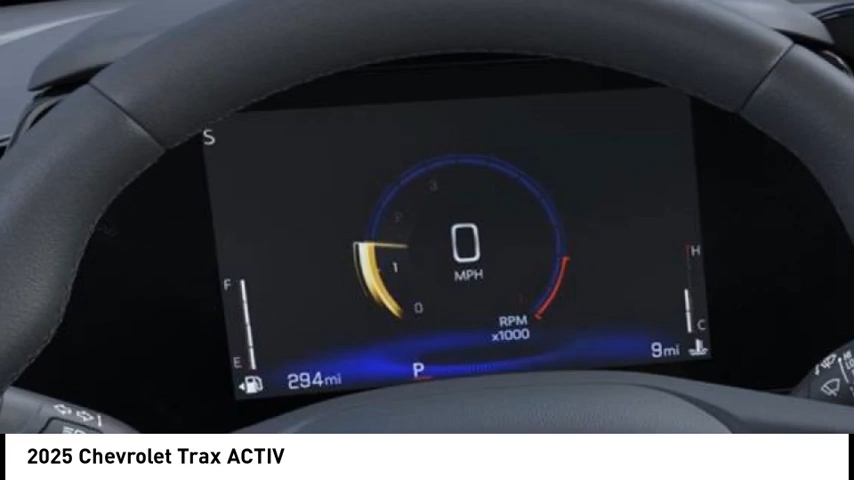 S
3
2
0
MPH
1
0
F
H
RPM
x1000
E
C
294mi
P
9mi
2025 Chevrolet Trax ACTIV